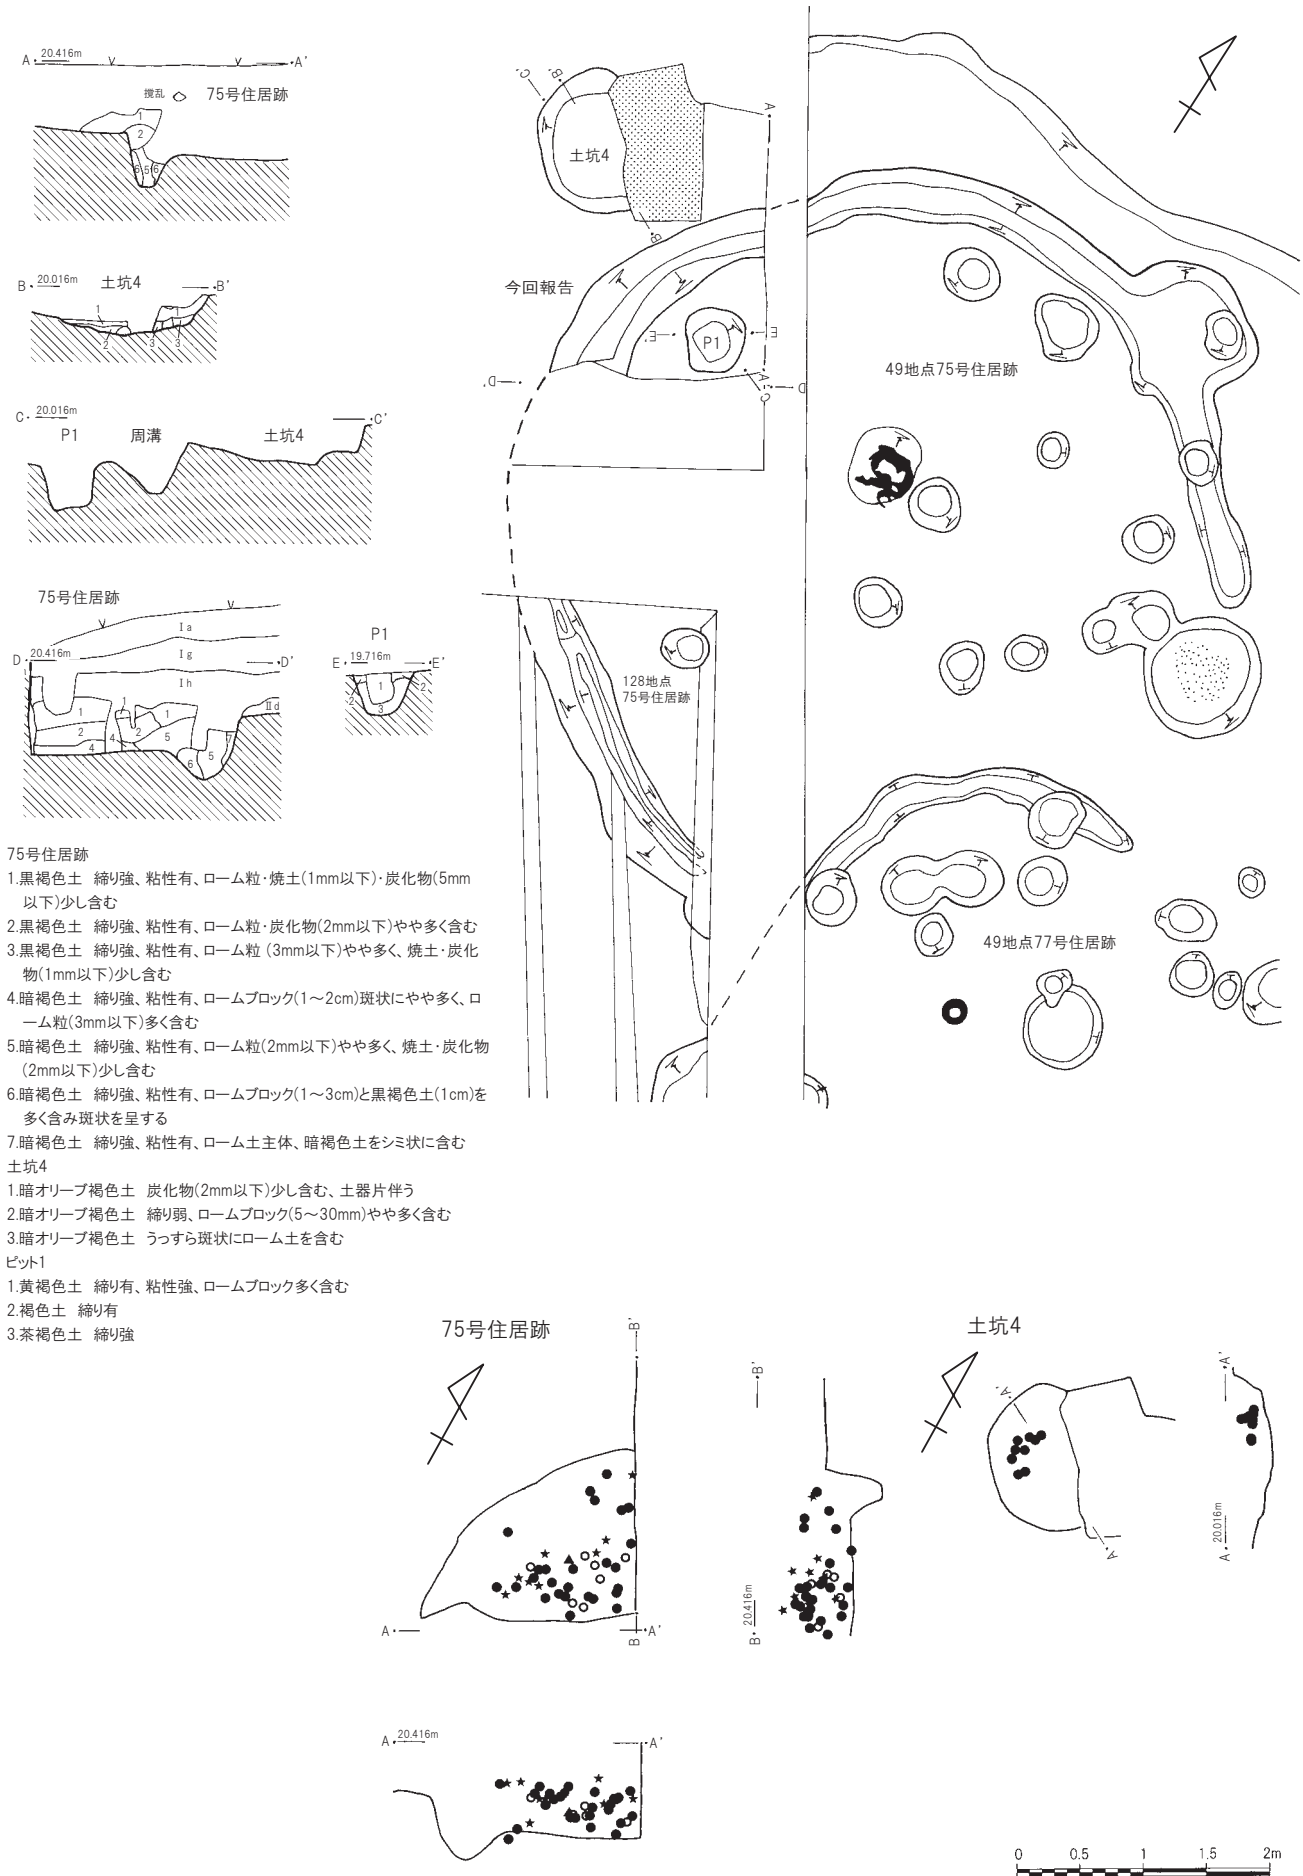 A 20.416m A'
撹乱 75号住居跡
1
2
6 5 6
B 20.016m 土坑4 B'
1 1
2 3 3
C 20.016m C'
P1 周溝 土坑4
75号住居跡
Ⅰa
D 20.416m D'
Ⅰg
Ⅰh
Ⅱd
1 1 1
2 2
4 4 5 5 7
6
P1
E 19.716m E'
1 2
2 3
C' B'
土坑4
A
B
今回報告
P1
E' E
A'
C
D' D
49地点75号住居跡
128地点
75号住居跡
49地点77号住居跡
75号住居跡
1.黒褐色土 締り強、粘性有、ローム粒・焼土(1mm以下)・炭化物(5mm
以下)少し含む
2.黒褐色土 締り強、粘性有、ローム粒・炭化物(2mm以下)やや多く含む
3.黒褐色土 締り強、粘性有、ローム粒(3mm以下)やや多く、焼土・炭化
物(1mm以下)少し含む
4.暗褐色土 締り強、粘性有、ロームブロック(1～2cm)斑状にやや多く、ロ
ーム粒(3mm以下)多く含む
5.暗褐色土 締り強、粘性有、ローム粒(2mm以下)やや多く、焼土・炭化物
(2mm以下)少し含む
6.暗褐色土 締り強、粘性有、ロームブロック(1～3cm)と黒褐色土(1cm)を
多く含み斑状を呈する
7.暗褐色土 締り強、粘性有、ローム土主体、暗褐色土をシミ状に含む
土坑4
1.暗オリーブ褐色土 炭化物(2mm以下)少し含む、土器片伴う
2.暗オリーブ褐色土 締り弱、ロームブロック(5～30mm)やや多く含む
3.暗オリーブ褐色土 うっすら斑状にローム土を含む
ピット1
1.黄褐色土 締り有、粘性強、ロームブロック多く含む
2.褐色土 締り有
3.茶褐色土 締り強
75号住居跡
B'
A A'
B
B'
B 20.416m
土坑4
A'
A
A'
A 20.016m
A 20.416m A'
0 0.5 1 1.5 2m